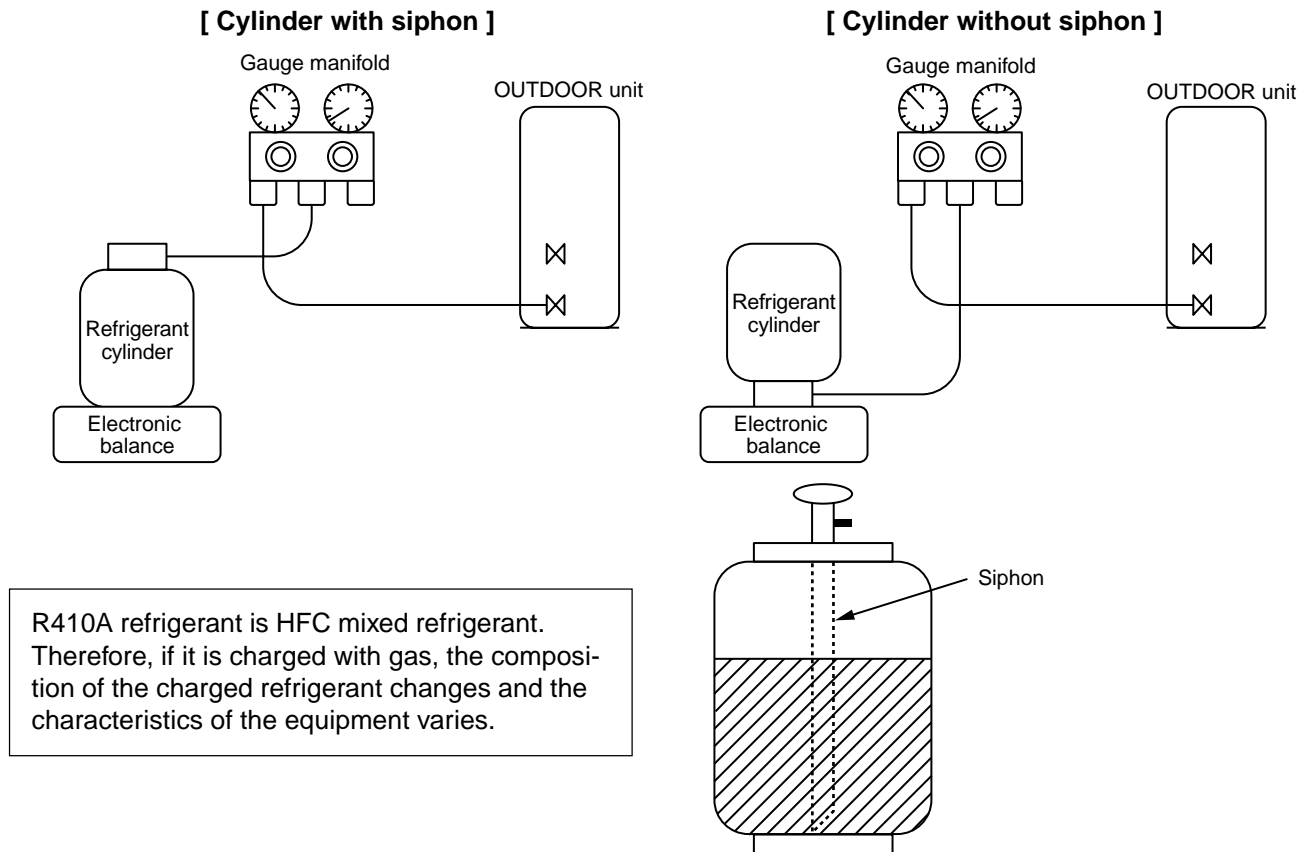 [ Cylinder with siphon ]
Gauge manifold
OUTDOOR unit
Refrigerant
cylinder
Electronic
balance
[ Cylinder without siphon ]
Gauge manifold
OUTDOOR unit
Refrigerant
cylinder
Electronic
balance
Siphon
R410A refrigerant is HFC mixed refrigerant.
Therefore, if it is charged with gas, the composi-
tion of the charged refrigerant changes and the
characteristics of the equipment varies.